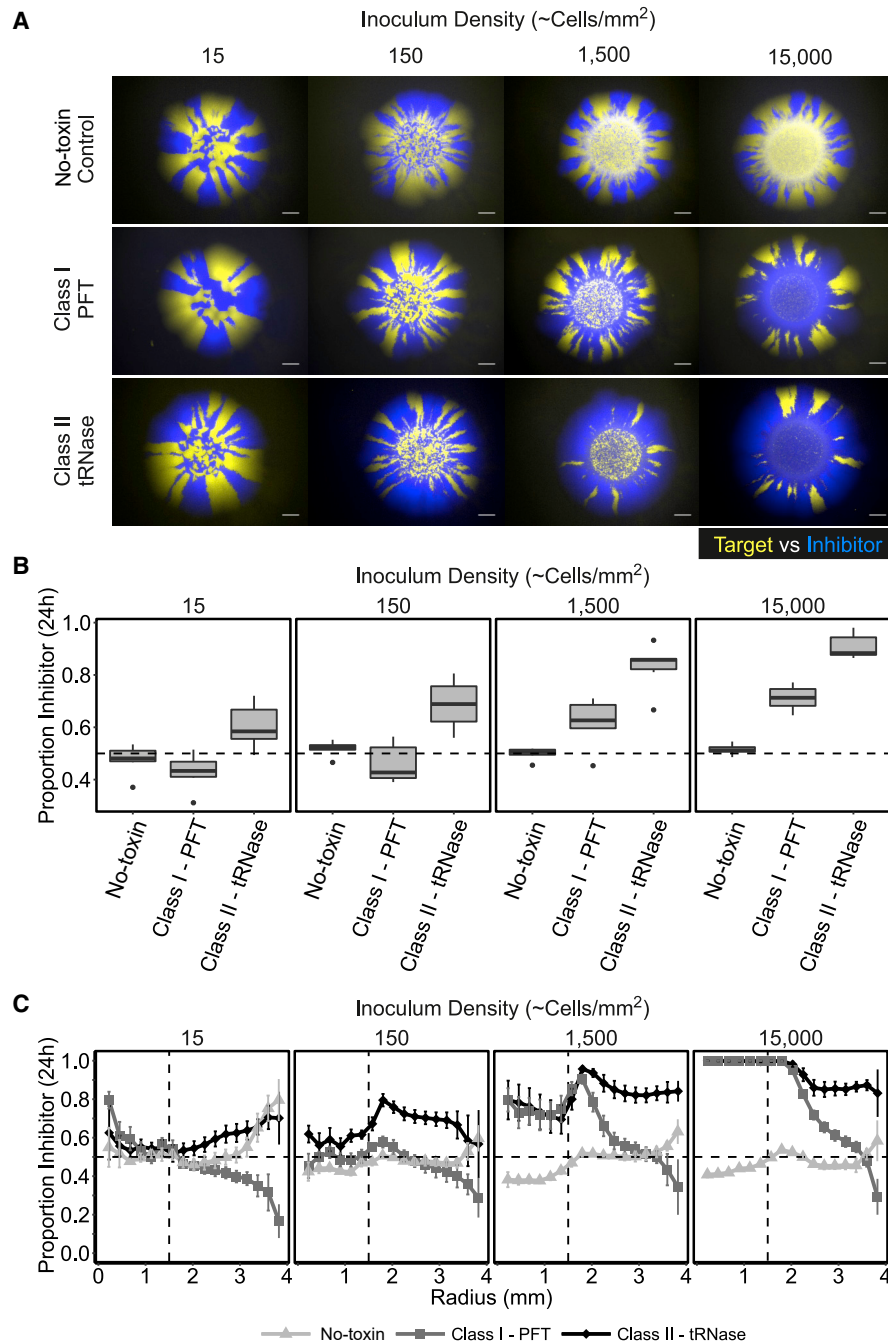 A
Inoculum Density (~Cells/mm2)
15 150 1,500 15,000
No-toxin
Control
Class I
PFT
Class II
tRNase
Target vs Inhibitor
B
Inoculum Density (~Cells/mm2)
15 150 1,500 15,000
Proportion Inhibitor (24h)
1.0
0.8
0.6
0.4
No-toxin Class I - PFT Class II - tRNase No-toxin Class I - PFT Class II - tRNase No-toxin Class I - PFT Class II - tRNase No-toxin Class I - PFT Class II - tRNase
C
Inoculum Density (~Cells/mm2)
15 150 1,500 15,000
Proportion Inhibitor (24h)
1.0
0.8
0.6
0.4
0.2
0.0
0 1 2 3 4 0 1 2 3 4 0 1 2 3 4 0 1 2 3 4
Radius (mm)
No-toxin Class I - PFT Class II - tRNase